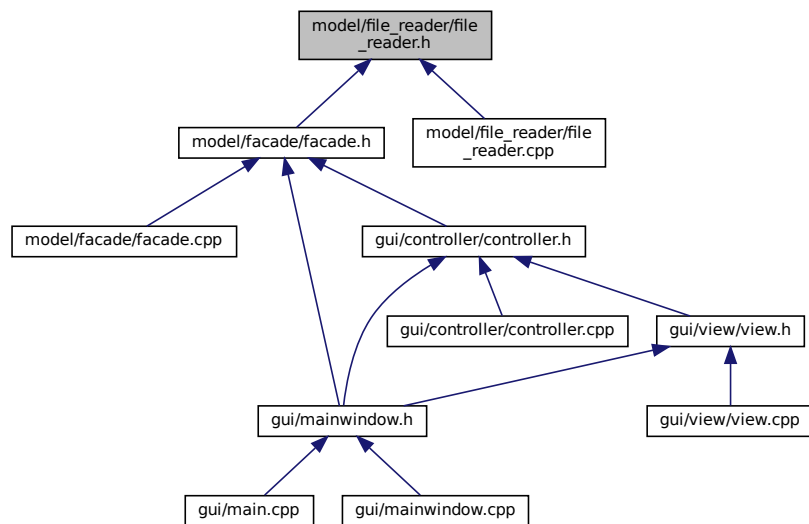 model/file_reader/file
_reader.h
model/facade/facade.h
model/file_reader/file
_reader.cpp
model/facade/facade.cpp
gui/controller/controller.h
gui/controller/controller.cpp
gui/view/view.h
gui/mainwindow.h
gui/view/view.cpp
gui/main.cpp
gui/mainwindow.cpp